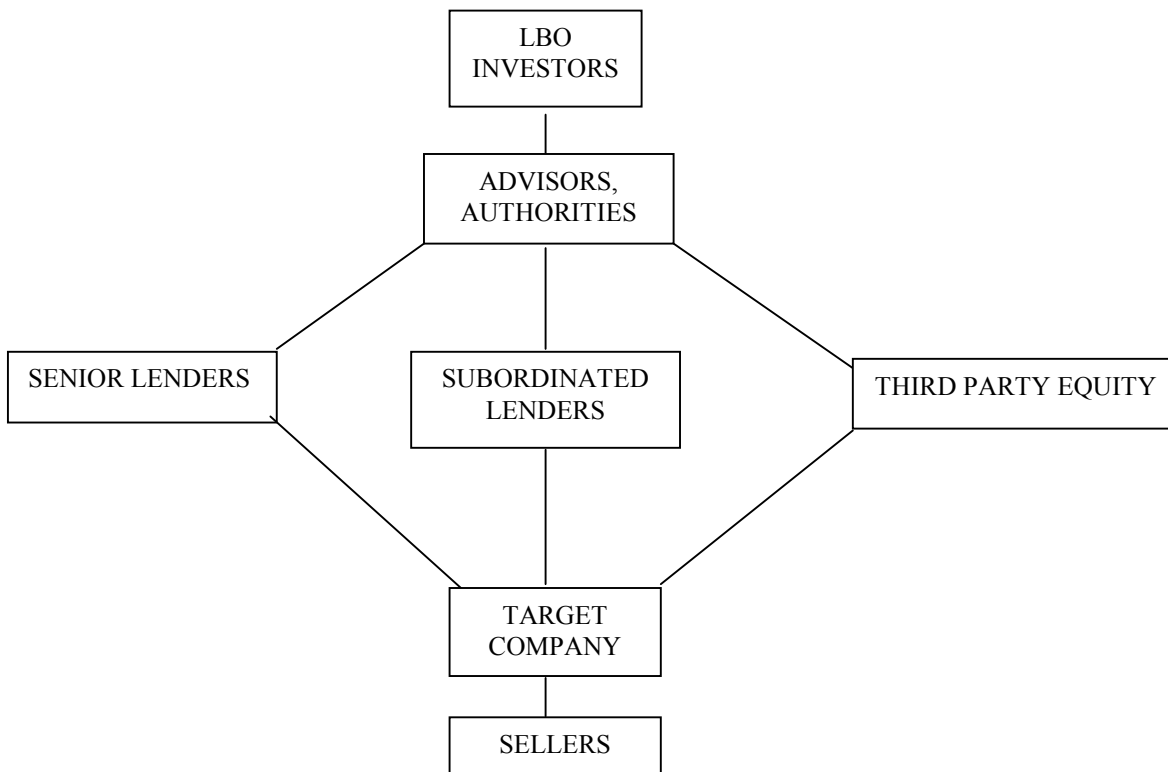 LBO
INVESTORS
ADVISORS,
AUTHORITIES
SENIOR LENDERS
SUBORDINATED
LENDERS
THIRD PARTY EQUITY
TARGET
COMPANY
SELLERS